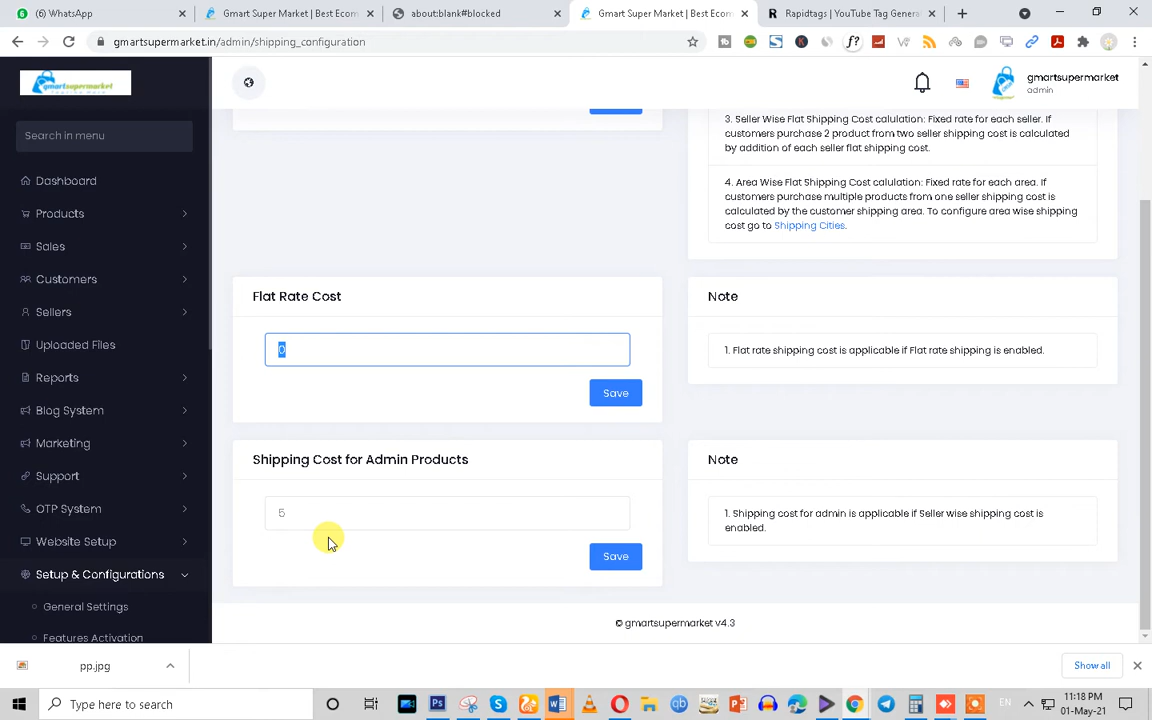 (6) WhatsApp
Gmart Super Market | Best Ecom
about:blank#blocked
Gmart Super Market | Best Ecom
Rapidtags | YouTube Tag Genera
gmartsupermarket.in/admin/shipping_configuration
gmartsupermarket
admin
Search in menu
Dashboard
Products
Sales
Customers
Sellers
Uploaded Files
Reports
Blog System
Marketing
Support
OTP System
Website Setup
Setup & Configurations
General Settings
Features Activation
3. Seller Wise Flat Shipping Cost calulation: Fixed rate for each seller. If
customers purchase 2 product from two seller shipping cost is calculated
by addition of each seller flat shipping cost.
4. Area Wise Flat Shipping Cost calulation: Fixed rate for each area. If
customers purchase multiple products from one seller shipping cost is
calculated by the customer shipping area. To configure area wise shipping
cost go to Shipping Cities.
Flat Rate Cost
0
Save
Note
1. Flat rate shipping cost is applicable if Flat rate shipping is enabled.
Shipping Cost for Admin Products
5
Save
Note
1. Shipping cost for admin is applicable if Seller wise shipping cost is
enabled.
© gmartsupermarket v4.3
pp.jpg
Show all
Type here to search
EN
11:18 PM
01-May-21